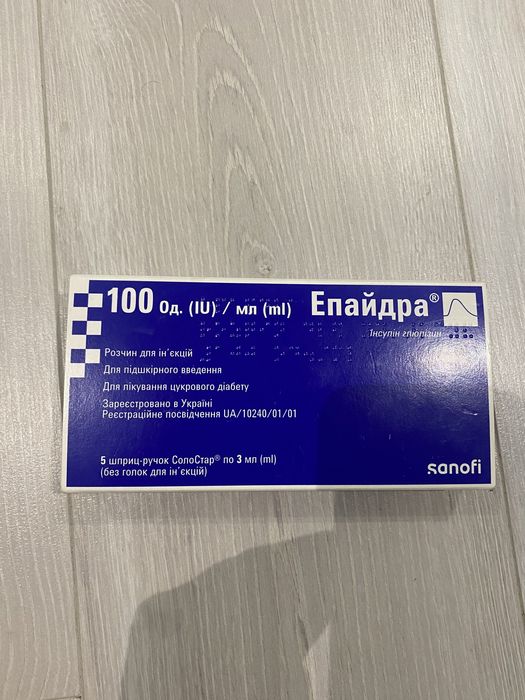 100 Од. (IU) / мл (ml) Епайдра®
Інсулін глюлізин
Розчин для ін'єкцій
Для підшкірного введення
Для лікування цукрового діабету
Зареєстровано в Україні
Реєстраційне посвідчення UA/10240/01/01
5 шприц-ручок СолоСтар® по 3 мл (ml)
(без голок для ін'єкцій)
sanofi